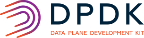 DPDK
DATA PLANE DEVELOPMENT KIT